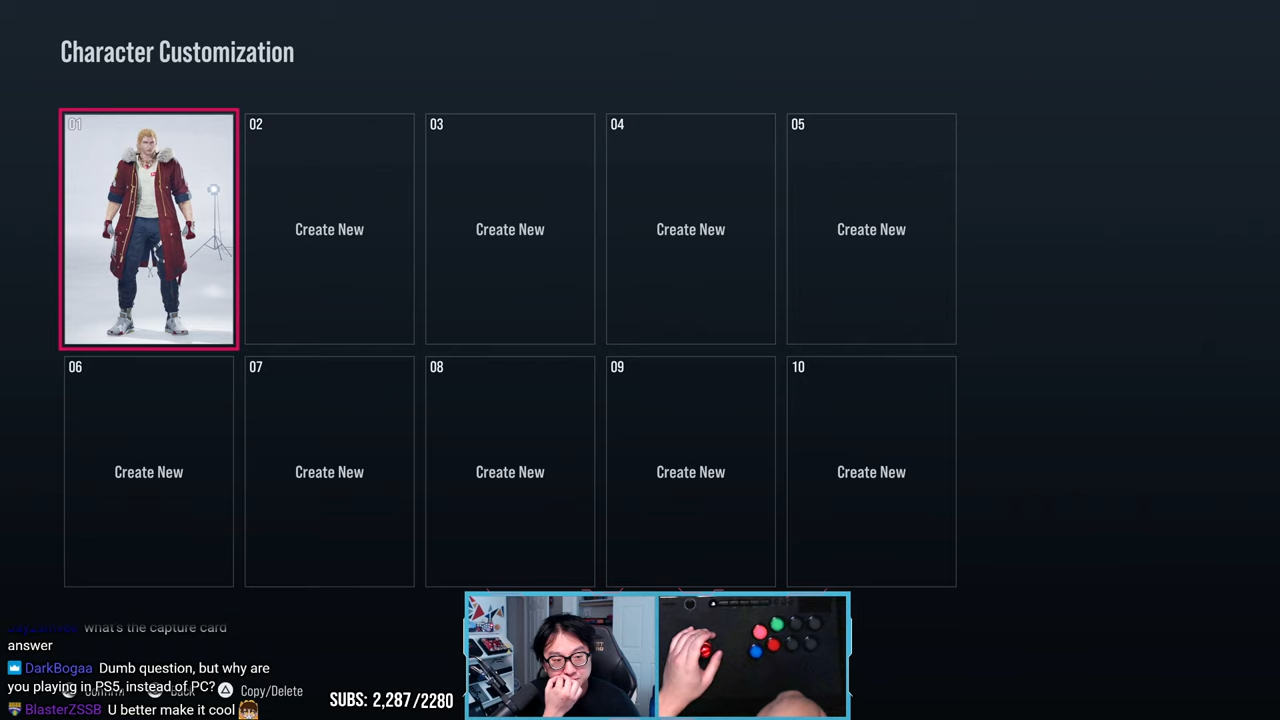 Character Customization
01
02
03
04
05
Create New
Create New
Create New
Create New
06
07
08
09
10
Create New
Create New
Create New
Create New
Create New
what's the capture card
answer
DarkBogaa Dumb question, but why are
you playing in PS5, instead of PC?
Back
Copy/Delete
BlasterZSSB U better make it cool
SUBS: 2,287/2280